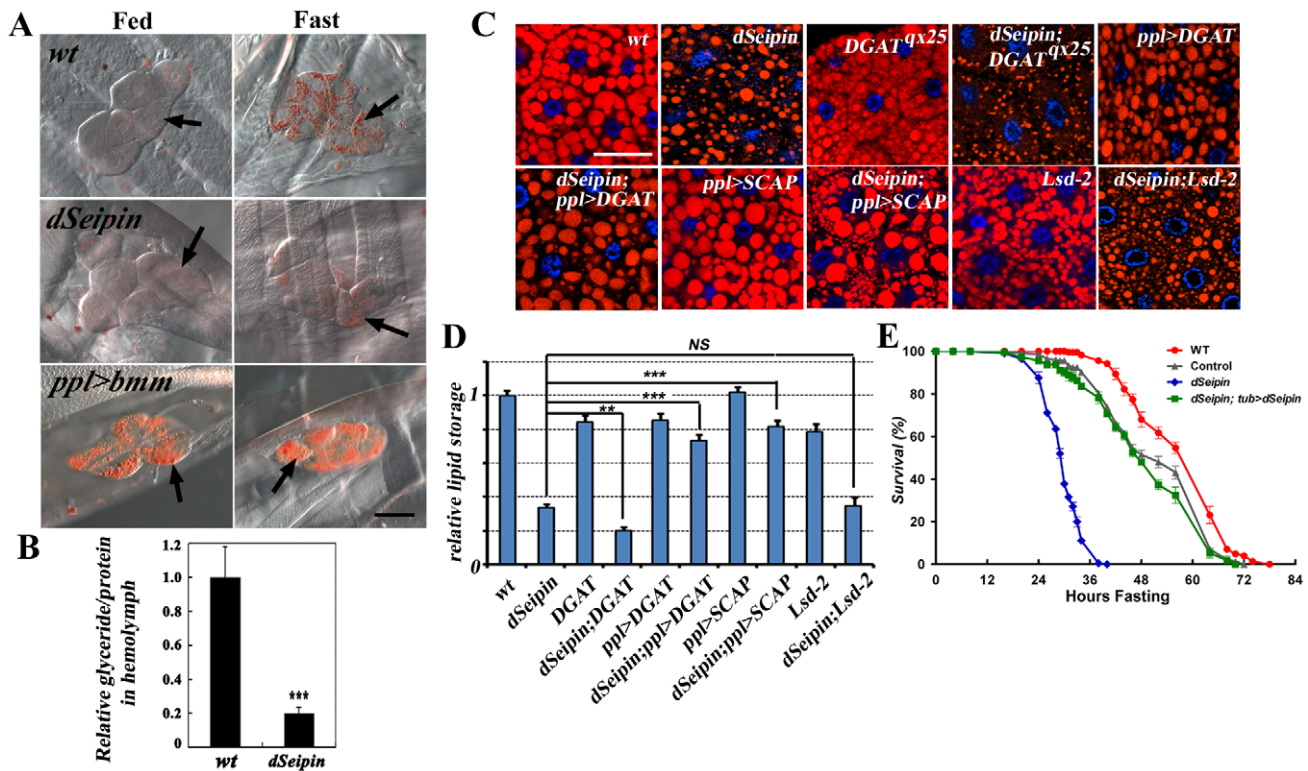 A
Fed
Fast
wt
dSeipin
ppl>bmm
B
Relative glyceride/protein
in hemolymph
1.2
1.0
0.8
0.6
0.4
0.2
0
***
wt
dSeipin
C
wt
dSeipin
DGATqx25
dSeipin;
DGATqx25
ppl>DGAT
dSeipin;
ppl>DGAT
ppl>SCAP
dSeipin;
ppl>SCAP
Lsd-2
dSeipin;Lsd-2
D
relative lipid storage
1
0
NS
***
***
**
wt
dSeipin
DGAT
dSeipin;DGAT
ppl>DGAT
dSeipin;ppl>DGAT
ppl>SCAP
dSeipin;ppl>SCAP
Lsd-2
dSeipin;Lsd-2
E
Survival (%)
100
80
60
40
20
0
0
12
24
36
48
60
72
84
Hours Fasting
WT
Control
dSeipin
dSeipin; tub>dSeipin